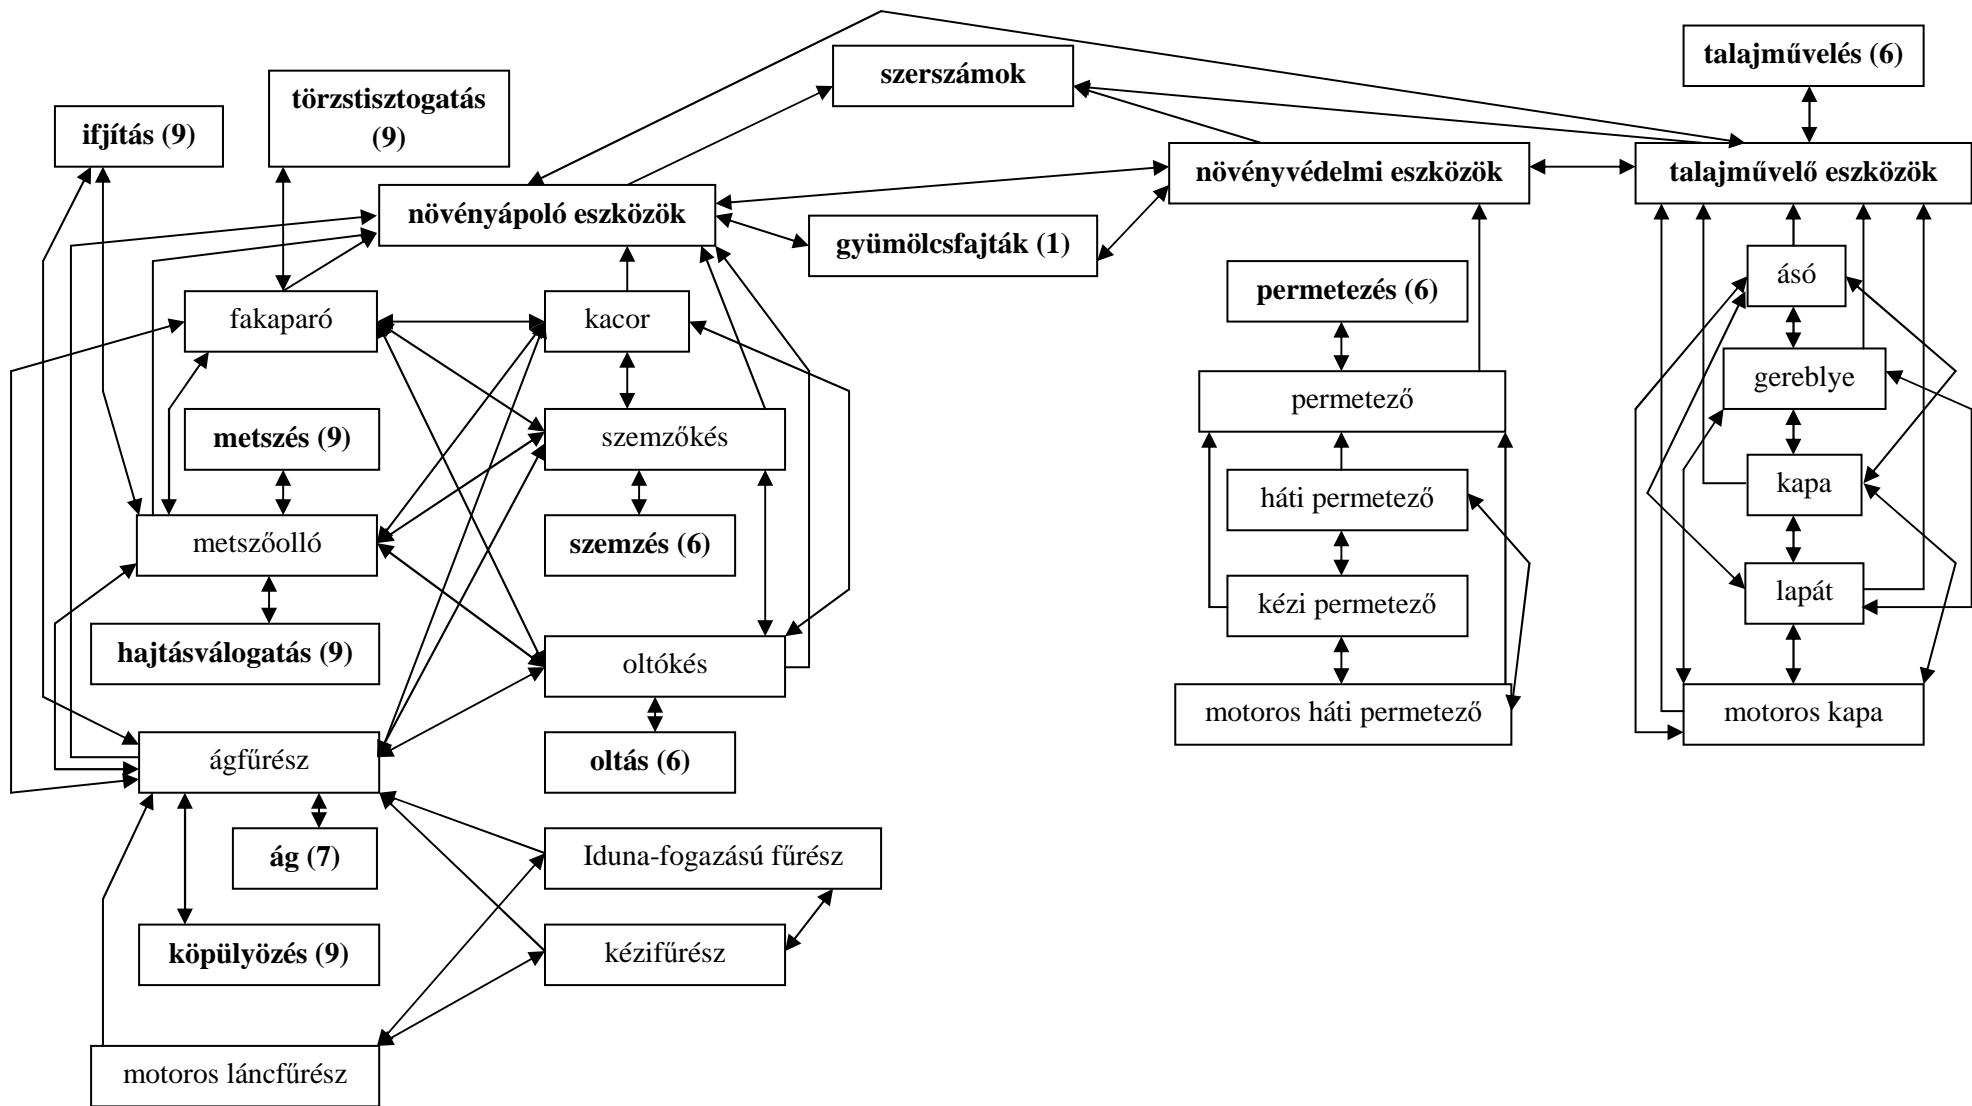 szerszámok
talajművelés (6)
törzstisztogatás
(9)
ifjítás (9)
növényvédelmi eszközök
talajművelő eszközök
növényápoló eszközök
gyümölcsfajták (1)
ásó
permetezés (6)
fakaparó
kacor
gereblye
permetező
metszés (9)
szemzőkés
kapa
háti permetező
metszőolló
szemzés (6)
lapát
kézi permetező
hajtásválogatás (9)
oltókés
motoros háti permetező
motoros kapa
ágfűrész
oltás (6)
ág (7)
Iduna-fogazású fűrész
köpülyözés (9)
kézifűrész
motoros láncfűrész